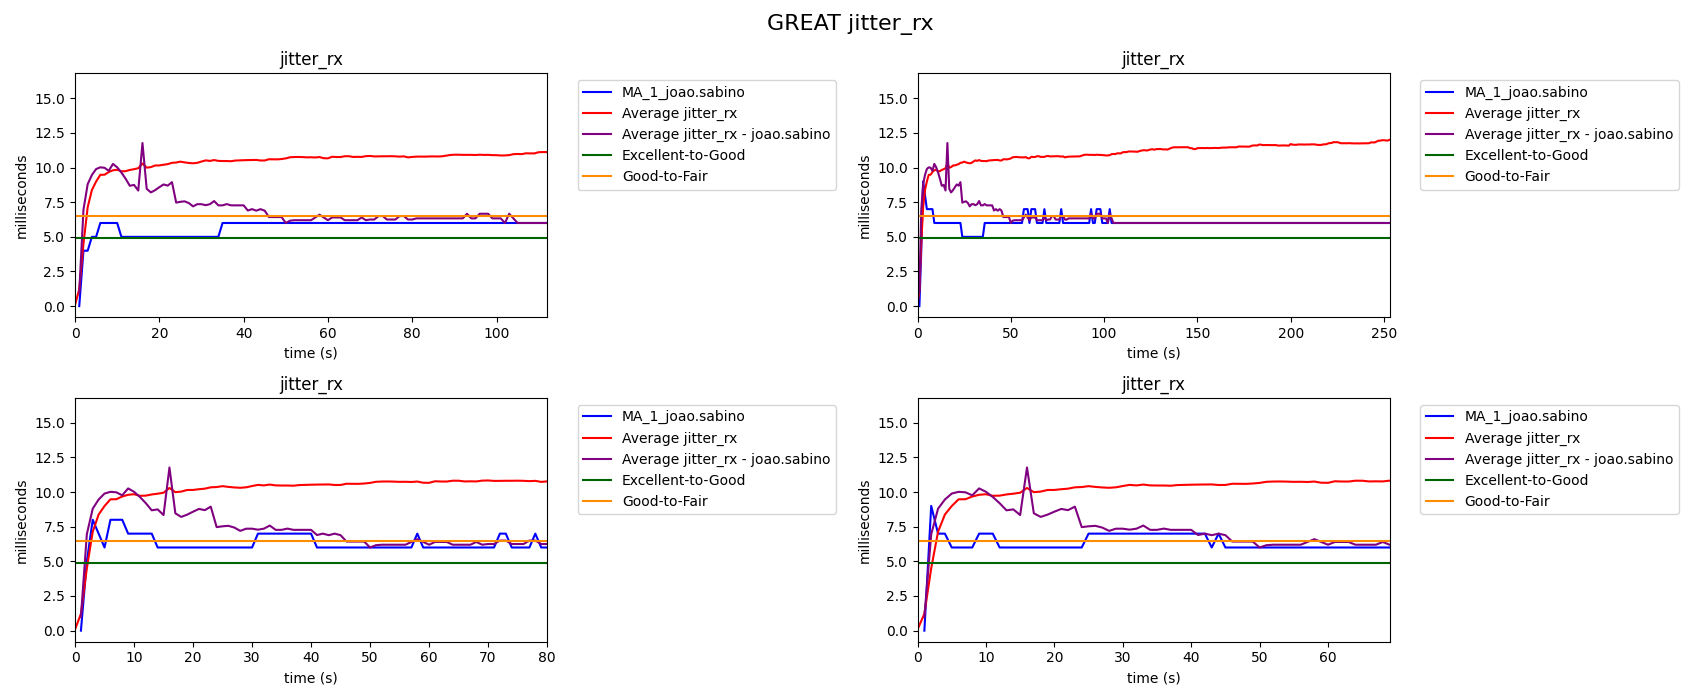 GREAT jitter_rx
jitter_rx
milliseconds
15.0
12.5
10.0
7.5
5.0
2.5
0.0
0 20 40 60 80 100
time (s)
MA_1_joao.sabino
Average jitter_rx
Average jitter_rx - joao.sabino
Excellent-to-Good
Good-to-Fair
jitter_rx
milliseconds
15.0
12.5
10.0
7.5
5.0
2.5
0.0
0 50 100 150 200 250
time (s)
MA_1_joao.sabino
Average jitter_rx
Average jitter_rx - joao.sabino
Excellent-to-Good
Good-to-Fair
jitter_rx
milliseconds
15.0
12.5
10.0
7.5
5.0
2.5
0.0
0 10 20 30 40 50 60 70 80
time (s)
MA_1_joao.sabino
Average jitter_rx
Average jitter_rx - joao.sabino
Excellent-to-Good
Good-to-Fair
jitter_rx
milliseconds
15.0
12.5
10.0
7.5
5.0
2.5
0.0
0 10 20 30 40 50 60
time (s)
MA_1_joao.sabino
Average jitter_rx
Average jitter_rx - joao.sabino
Excellent-to-Good
Good-to-Fair